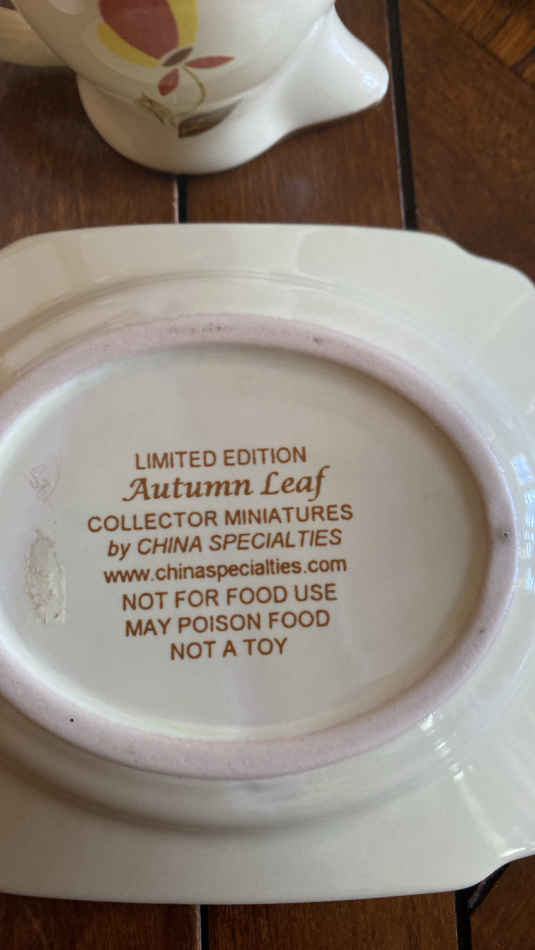 LIMITED EDITION
Autumn Leaf
COLLECTOR MINIATURES
by CHINA SPECIALTIES
www.chinaspecialties.com
NOT FOR FOOD USE
MAY POISON FOOD
NOT A TOY